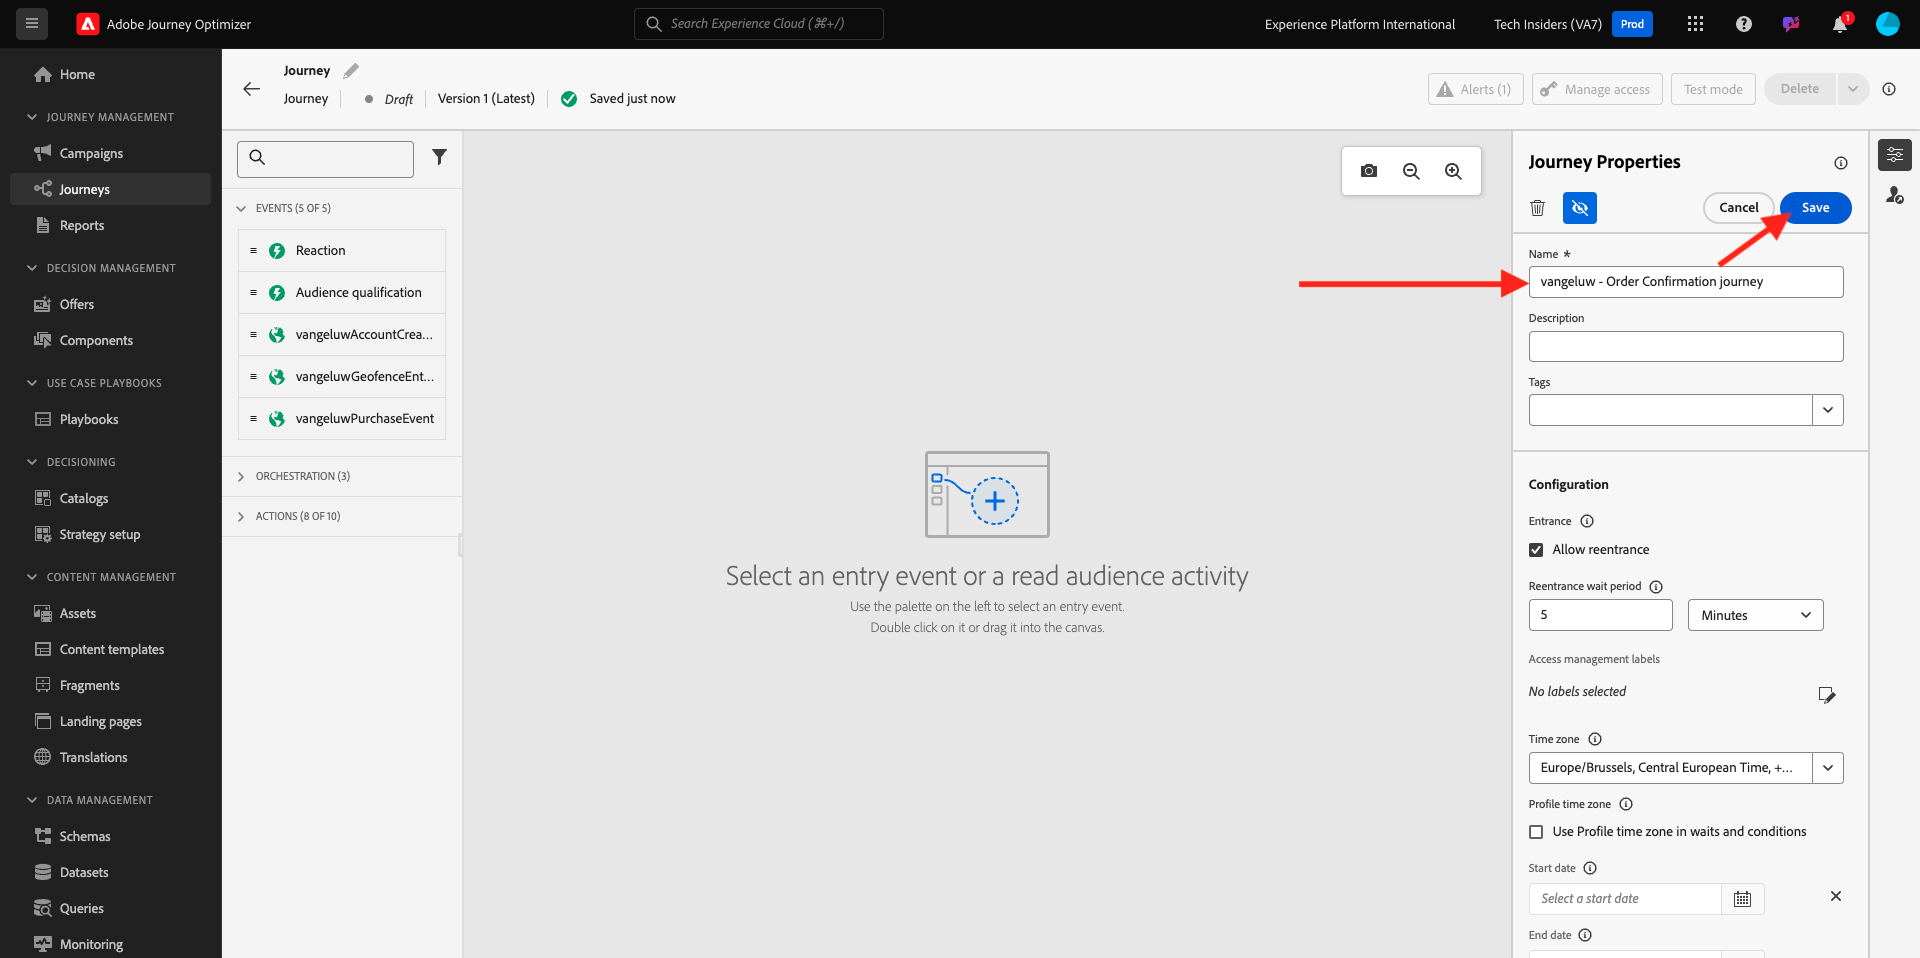 Adobe Journey Optimizer
Search Experience Cloud (⌘+/)
Experience Platform International
Tech Insiders (VA7)
Prod
1
Home
JOURNEY MANAGEMENT
Campaigns
Journeys
Reports
DECISION MANAGEMENT
Offers
Components
USE CASE PLAYBOOKS
Playbooks
DECISIONING
Catalogs
Strategy setup
CONTENT MANAGEMENT
Assets
Content templates
Fragments
Landing pages
Translations
DATA MANAGEMENT
Schemas
Datasets
Queries
Monitoring
Journey
Journey
Draft
Version 1 (Latest)
Saved just now
Alerts (1)
Manage access
Test mode
Delete
EVENTS (5 OF 5)
Reaction
Audience qualification
vangeluwAccountCrea...
vangeluwGeofenceEnt...
vangeluwPurchaseEvent
ORCHESTRATION (3)
ACTIONS (8 OF 10)
Select an entry event or a read audience activity
Use the palette on the left to select an entry event.
Double click on it or drag it into the canvas.
Journey Properties
Cancel
Save
Name *
vangeluw - Order Confirmation journey
Description
Tags
Configuration
Entrance
Allow reentrance
Reentrance wait period
5
Minutes
Access management labels
No labels selected
Time zone
Europe/Brussels, Central European Time, +...
Profile time zone
Use Profile time zone in waits and conditions
Start date
Select a start date
End date